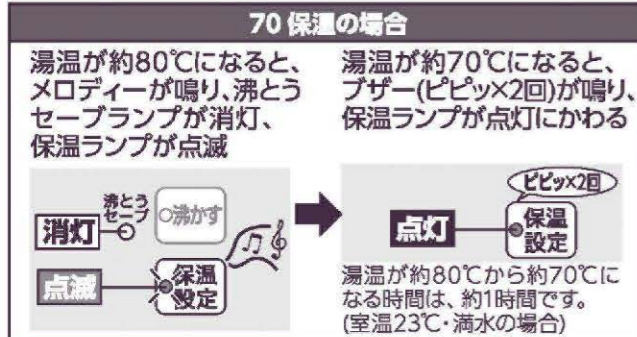 70 保温の場合
湯温が約80℃になると、
メロディーが鳴り、沸とう
セーブランプが消灯、
保温ランプが点滅
消灯
沸とう
セーブ
沸かす
点滅
保温
設定
湯温が約70℃になると、
ブザー(ピピッ×2回)が鳴り、
保温ランプが点灯にかわる
ピピッ×2回
点灯
保温
設定
湯温が約80℃から約70℃に
なる時間は、約1時間です。
(室温23℃・満水の場合)